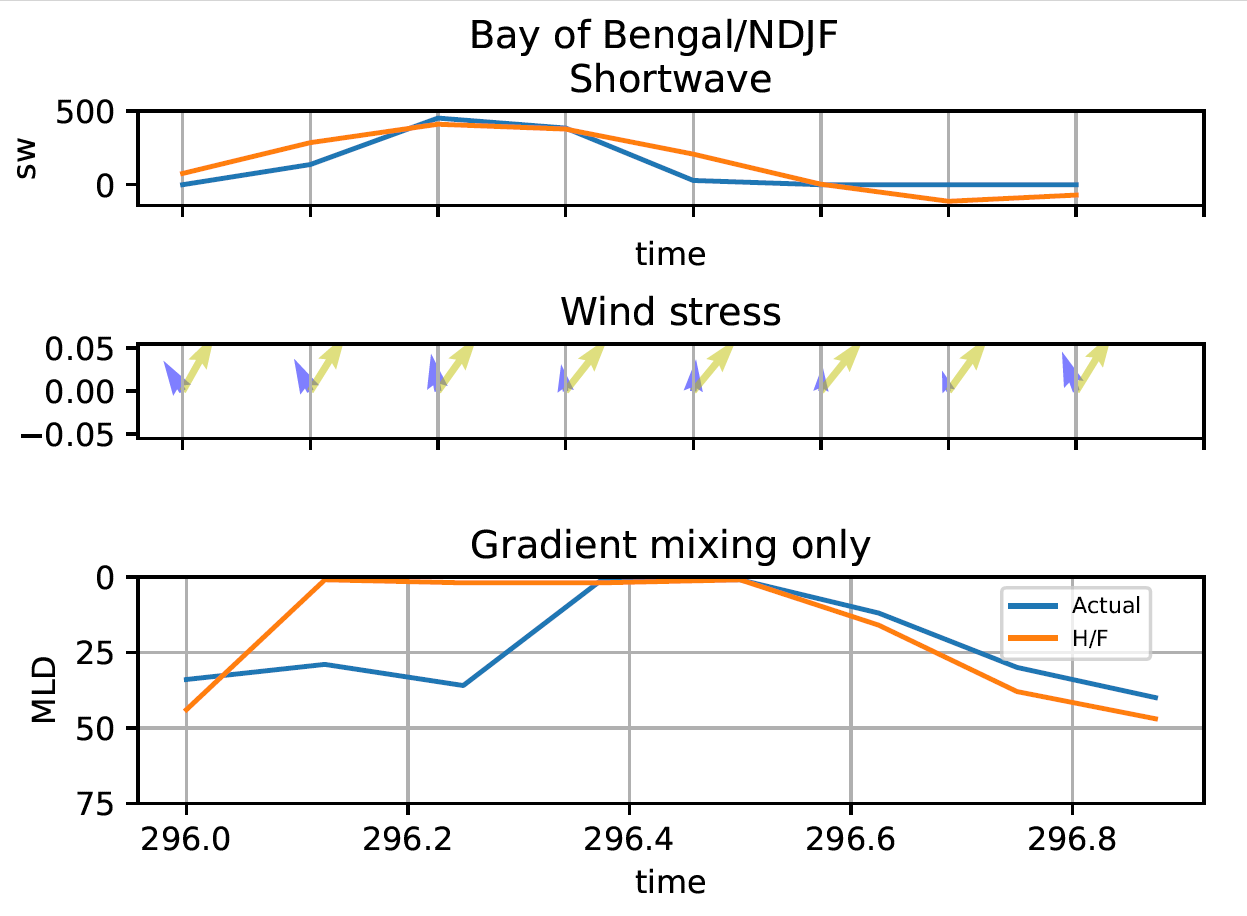 Bay of Bengal/NDJF
Shortwave
500
0
sw
time
Wind stress
0.05
0.00
−0.05
Gradient mixing only
0
25
50
75
MLD
Actual
H/F
296.0 296.2 296.4 296.6 296.8
time